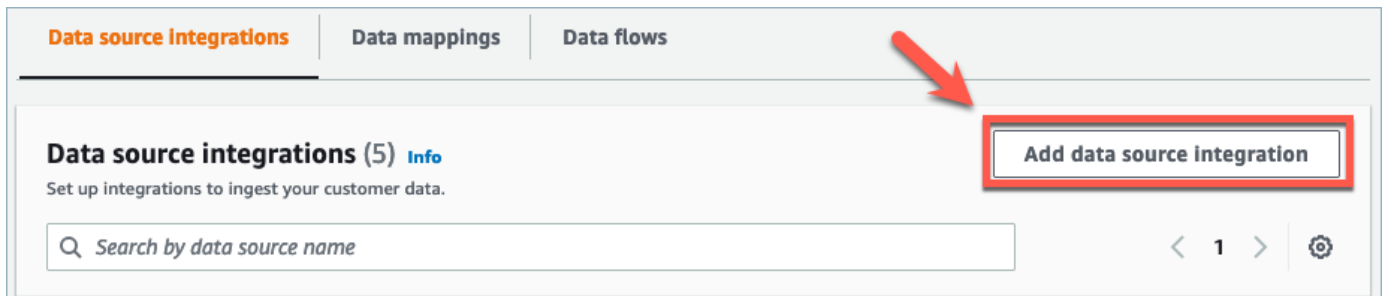 Data source integrations Data mappings Data flows
Data source integrations (5) Info
Add data source integration
Set up integrations to ingest your customer data.
Search by data source name
1